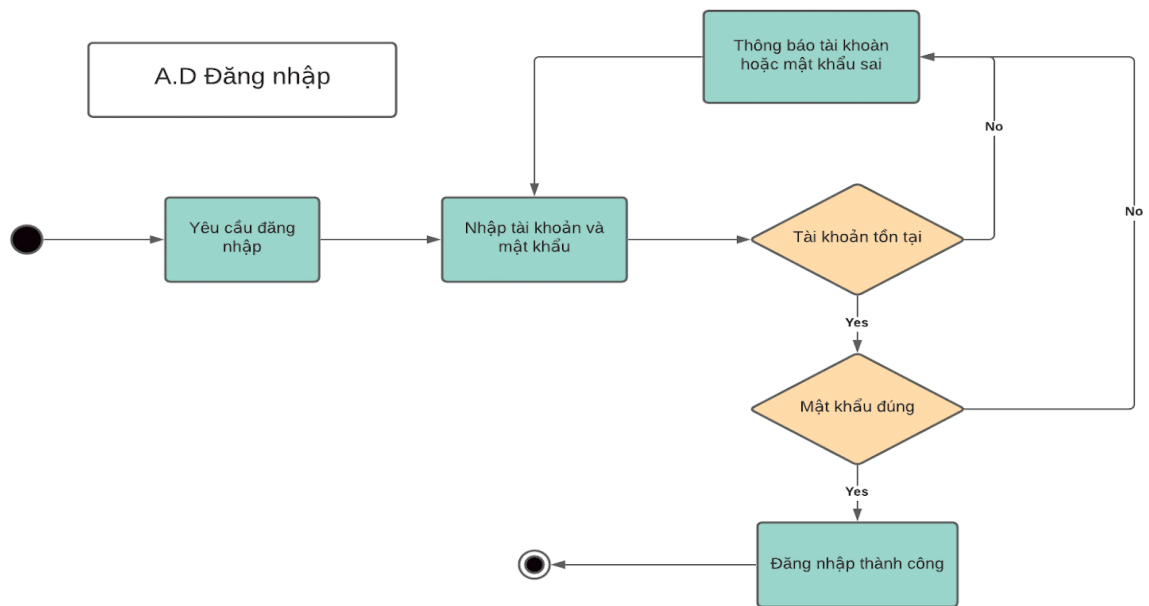 A.D Đăng nhập
Thông báo tài khoàn
hoặc mật khẩu sai
No
No
Yêu cầu đăng
nhập
Nhập tài khoản và
mật khẩu
Tài khoản tồn tại
Yes
Mật khẩu đúng
Yes
Đăng nhập thành công